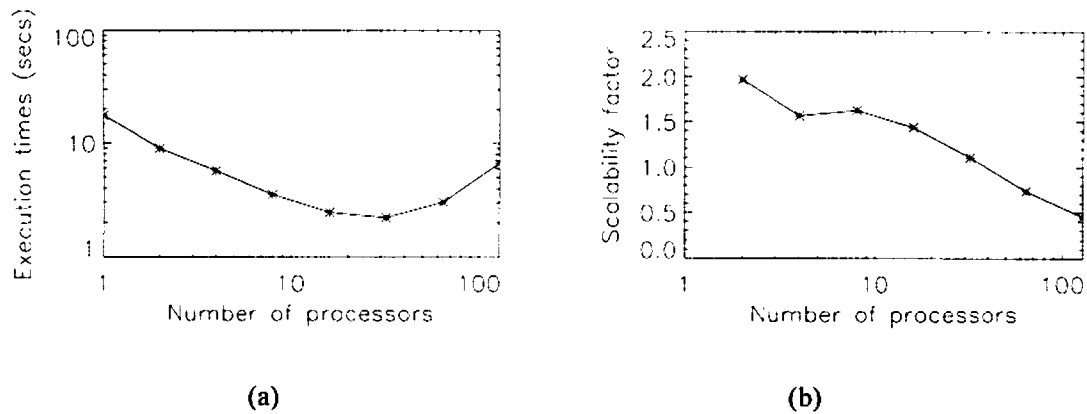 Execution times (secs)
100
10
1
1
10
100
Number of processors
(a)
Scalability factor
2.5
2.0
1.5
1.0
0.5
0.0
1
10
100
Number of processors
(b)